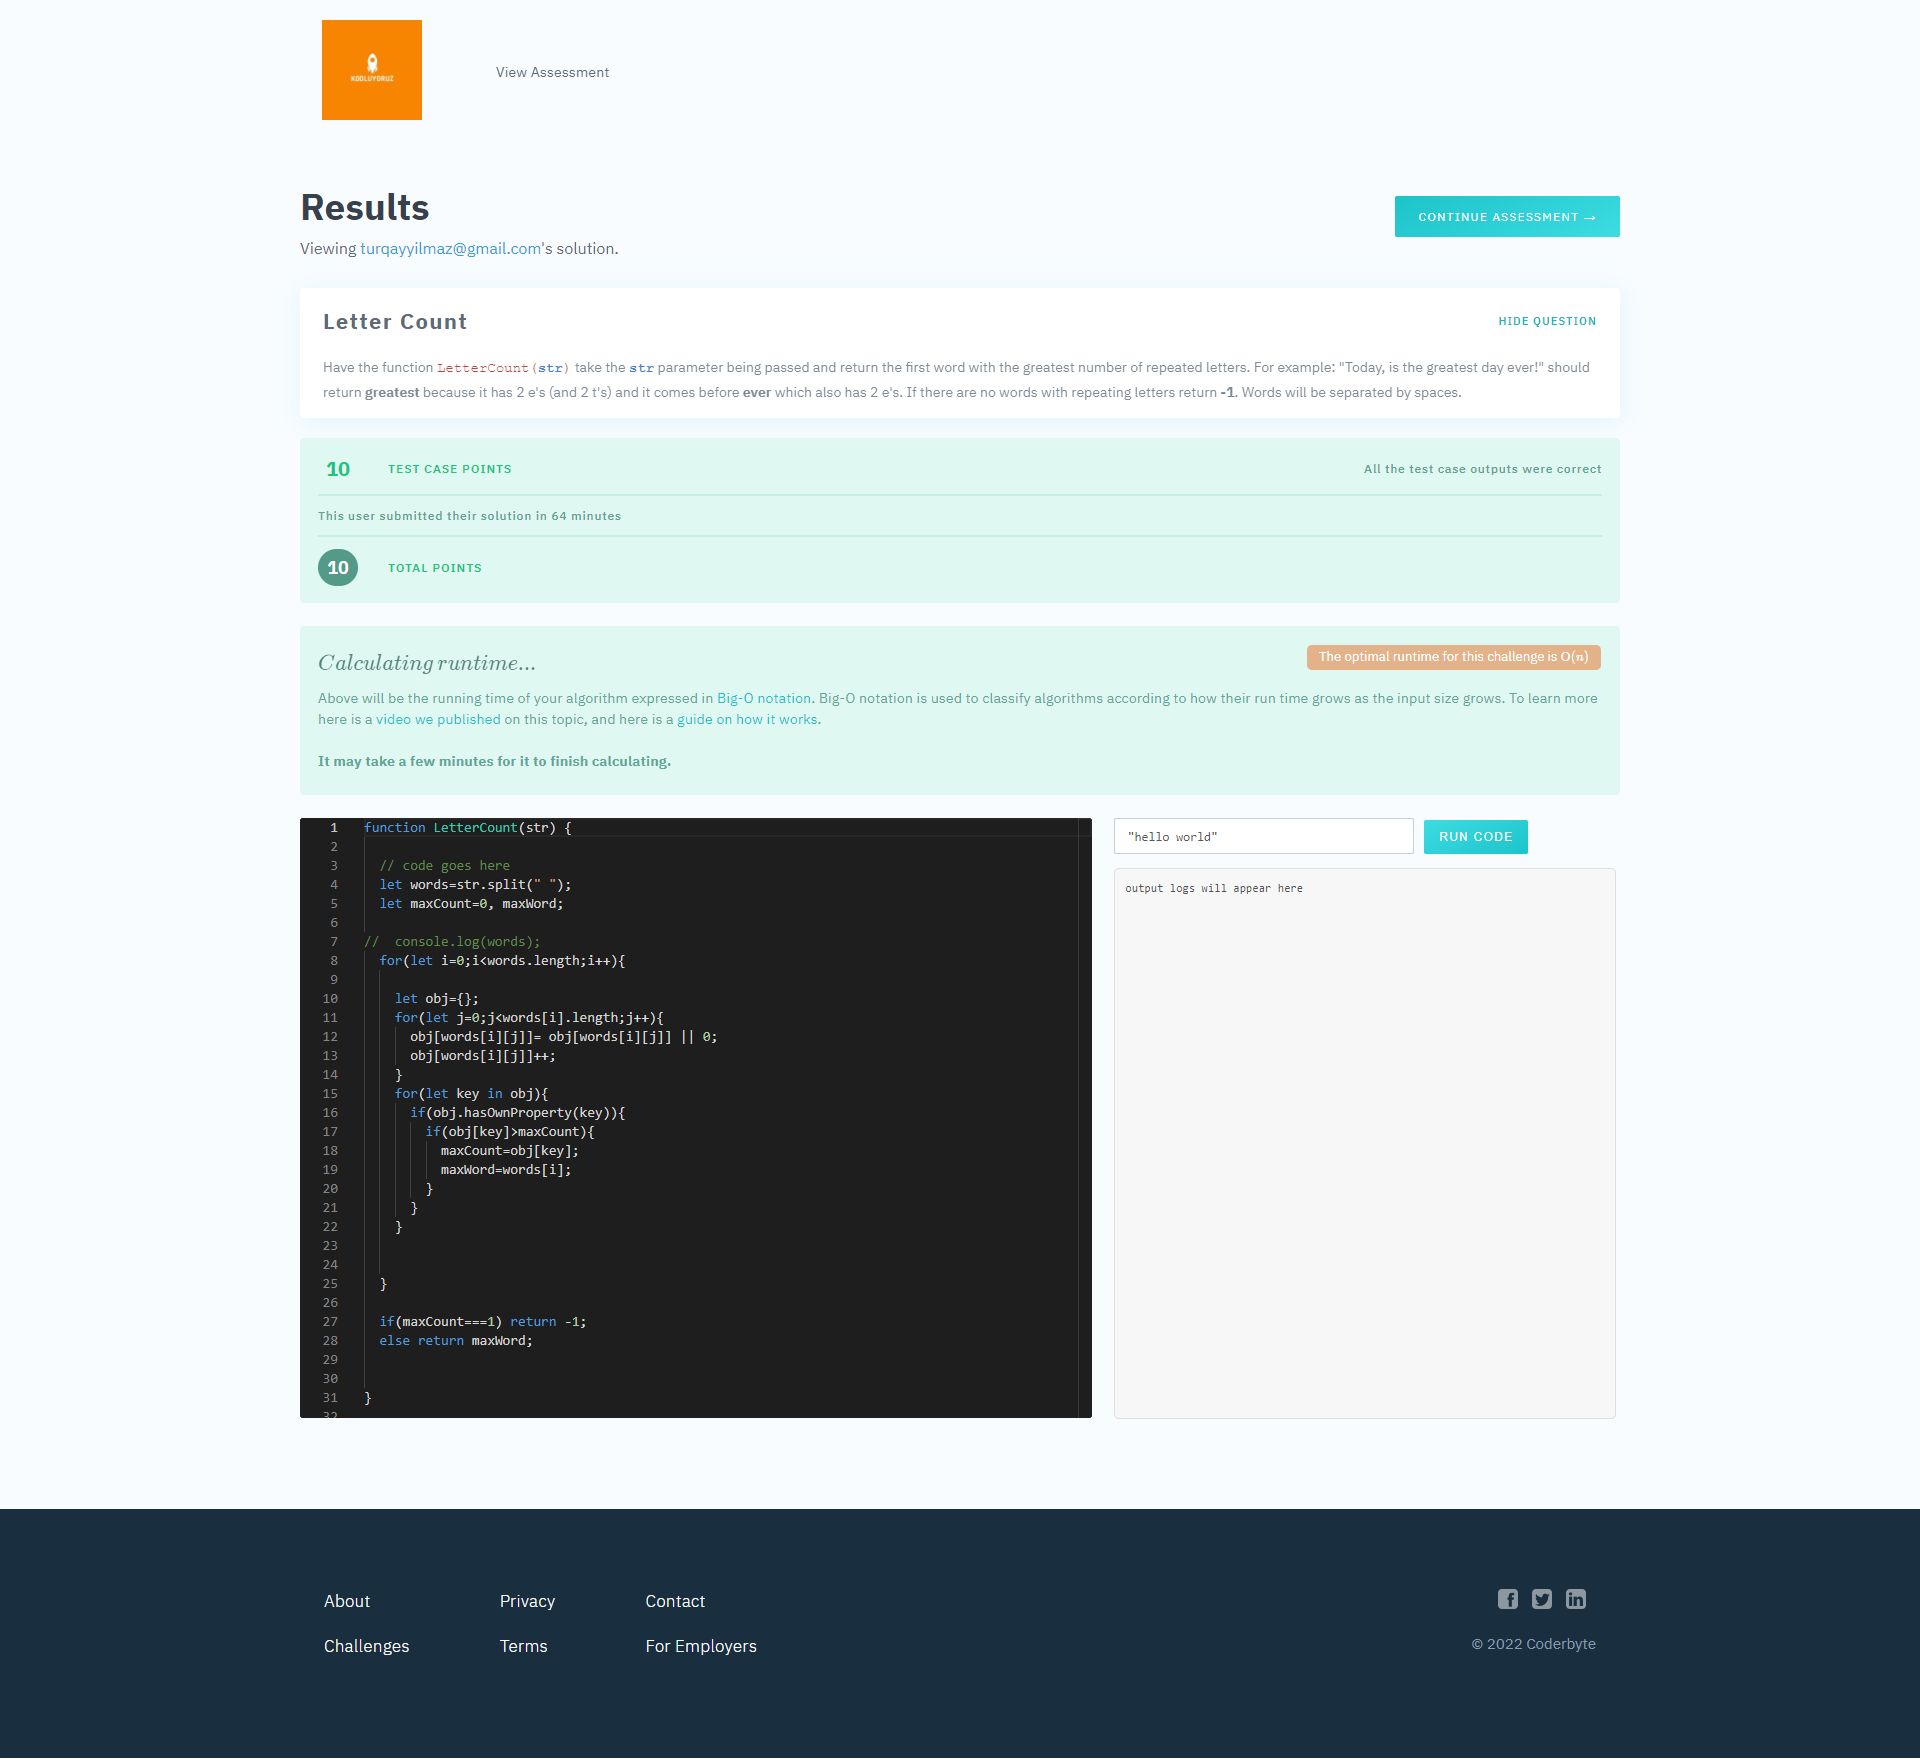 KODLUYORUZ
View Assessment
Results
CONTINUE ASSESSMENT →
Viewing turqayyilmaz@gmail.com's solution.
Letter Count
HIDE QUESTION
Have the function LetterCount(str) take the str parameter being passed and return the first word with the greatest number of repeated letters. For example: "Today, is the greatest day ever!" should
return greatest because it has 2 e's (and 2 t's) and it comes before ever which also has 2 e's. If there are no words with repeating letters return -1. Words will be separated by spaces.
10 TEST CASE POINTS All the test case outputs were correct
This user submitted their solution in 64 minutes
10 TOTAL POINTS
Calculating runtime...
The optimal runtime for this challenge is O(n)
Above will be the running time of your algorithm expressed in Big-O notation. Big-O notation is used to classify algorithms according to how their run time grows as the input size grows. To learn more
here is a video we published on this topic, and here is a guide on how it works.
It may take a few minutes for it to finish calculating.
1 function LetterCount(str) {
2
3 // code goes here
4 let words=str.split(" ");
5 let maxCount=0, maxWord;
6
7 //  console.log(words);
8 for(let i=0;i<words.length;i++){
9
10 let obj={};
11 for(let j=0;j<words[i].length;j++){
12 obj[words[i][j]]= obj[words[i][j]] || 0;
13 obj[words[i][j]]++;
14 }
15 for(let key in obj){
16 if(obj.hasOwnProperty(key)){
17 if(obj[key]>maxCount){
18 maxCount=obj[key];
19 maxWord=words[i];
20 }
21 }
22 }
23
24
25 }
26
27 if(maxCount===1) return -1;
28 else return maxWord;
29
30
31 }
32
"hello world"
RUN CODE
output logs will appear here
About Privacy Contact
Challenges Terms For Employers
© 2022 Coderbyte